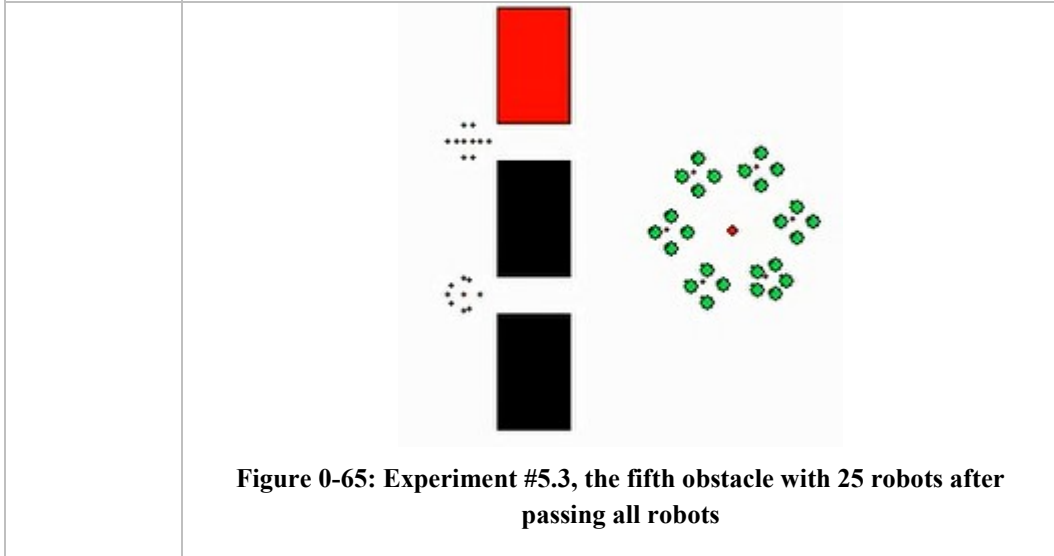 Figure 0-65: Experiment #5.3, the fifth obstacle with 25 robots after
passing all robots